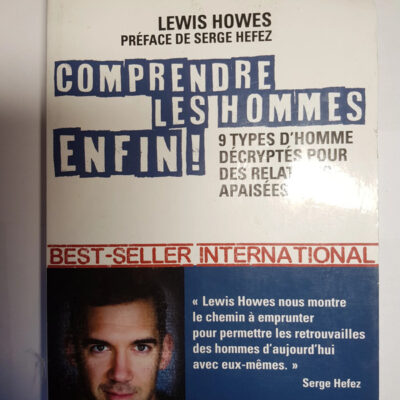 LEWIS HOWES
PRÉFACE DE SERGE HEFEZ
COMPRENDRE
LES HOMMES
ENFIN !
9 TYPES D'HOMME
DÉCRYPTÉS POUR
DES
APAISÉES
BEST-SELLER INTERNATIONAL
« Lewis Howes nous montre
le chemin à emprunter
pour permettre les retrouvailles
des hommes d'aujourd'hui
avec eux-mêmes. »
Serge Hefez